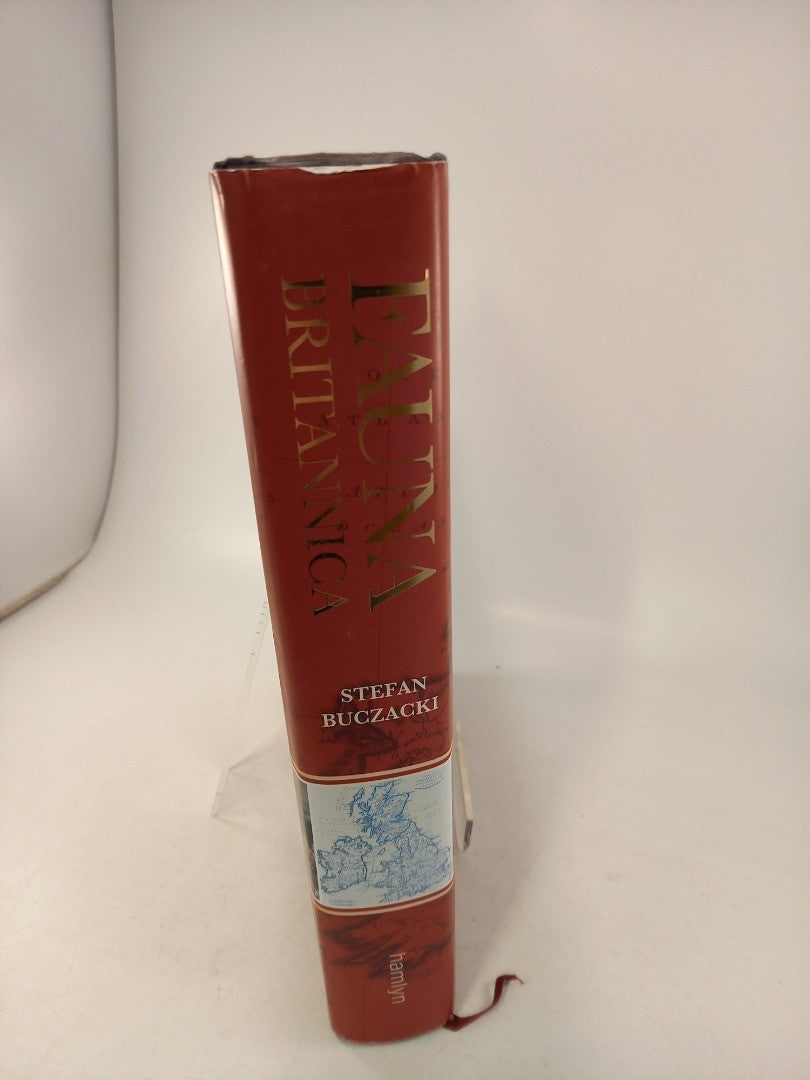 FAUNA
BRITANNICA
STEFAN
BUCZACKI
hamlyn